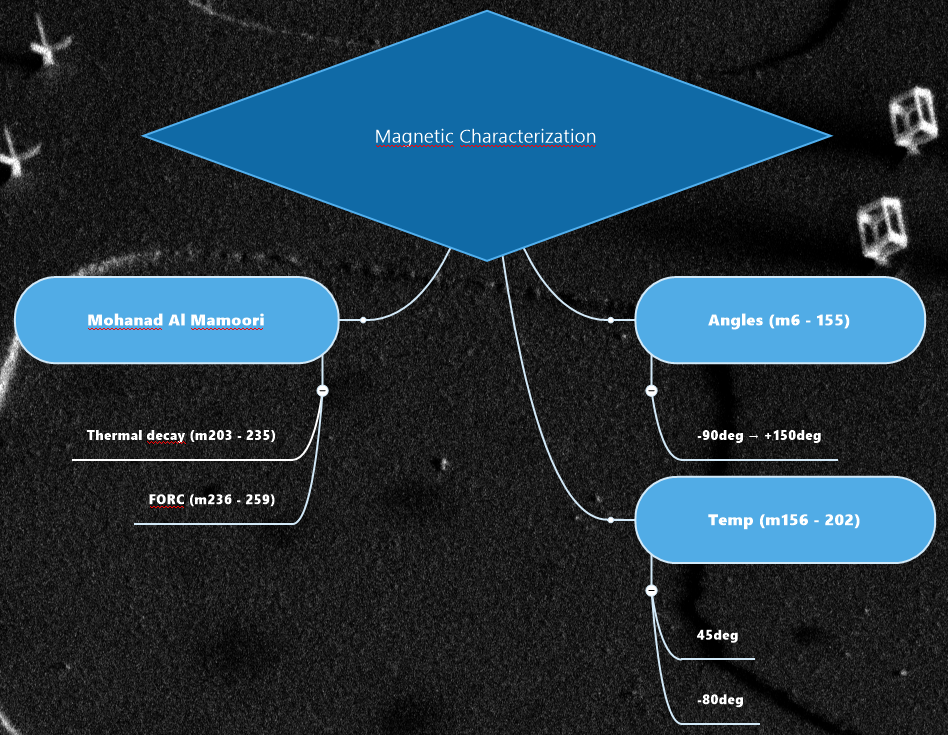 Magnetic Characterization
Mohanad Al Mamoori
Thermal decay (m203 - 235)
FORC (m236 - 259)
Angles (m6 - 155)
-90deg → +150deg
Temp (m156 - 202)
45deg
-80deg